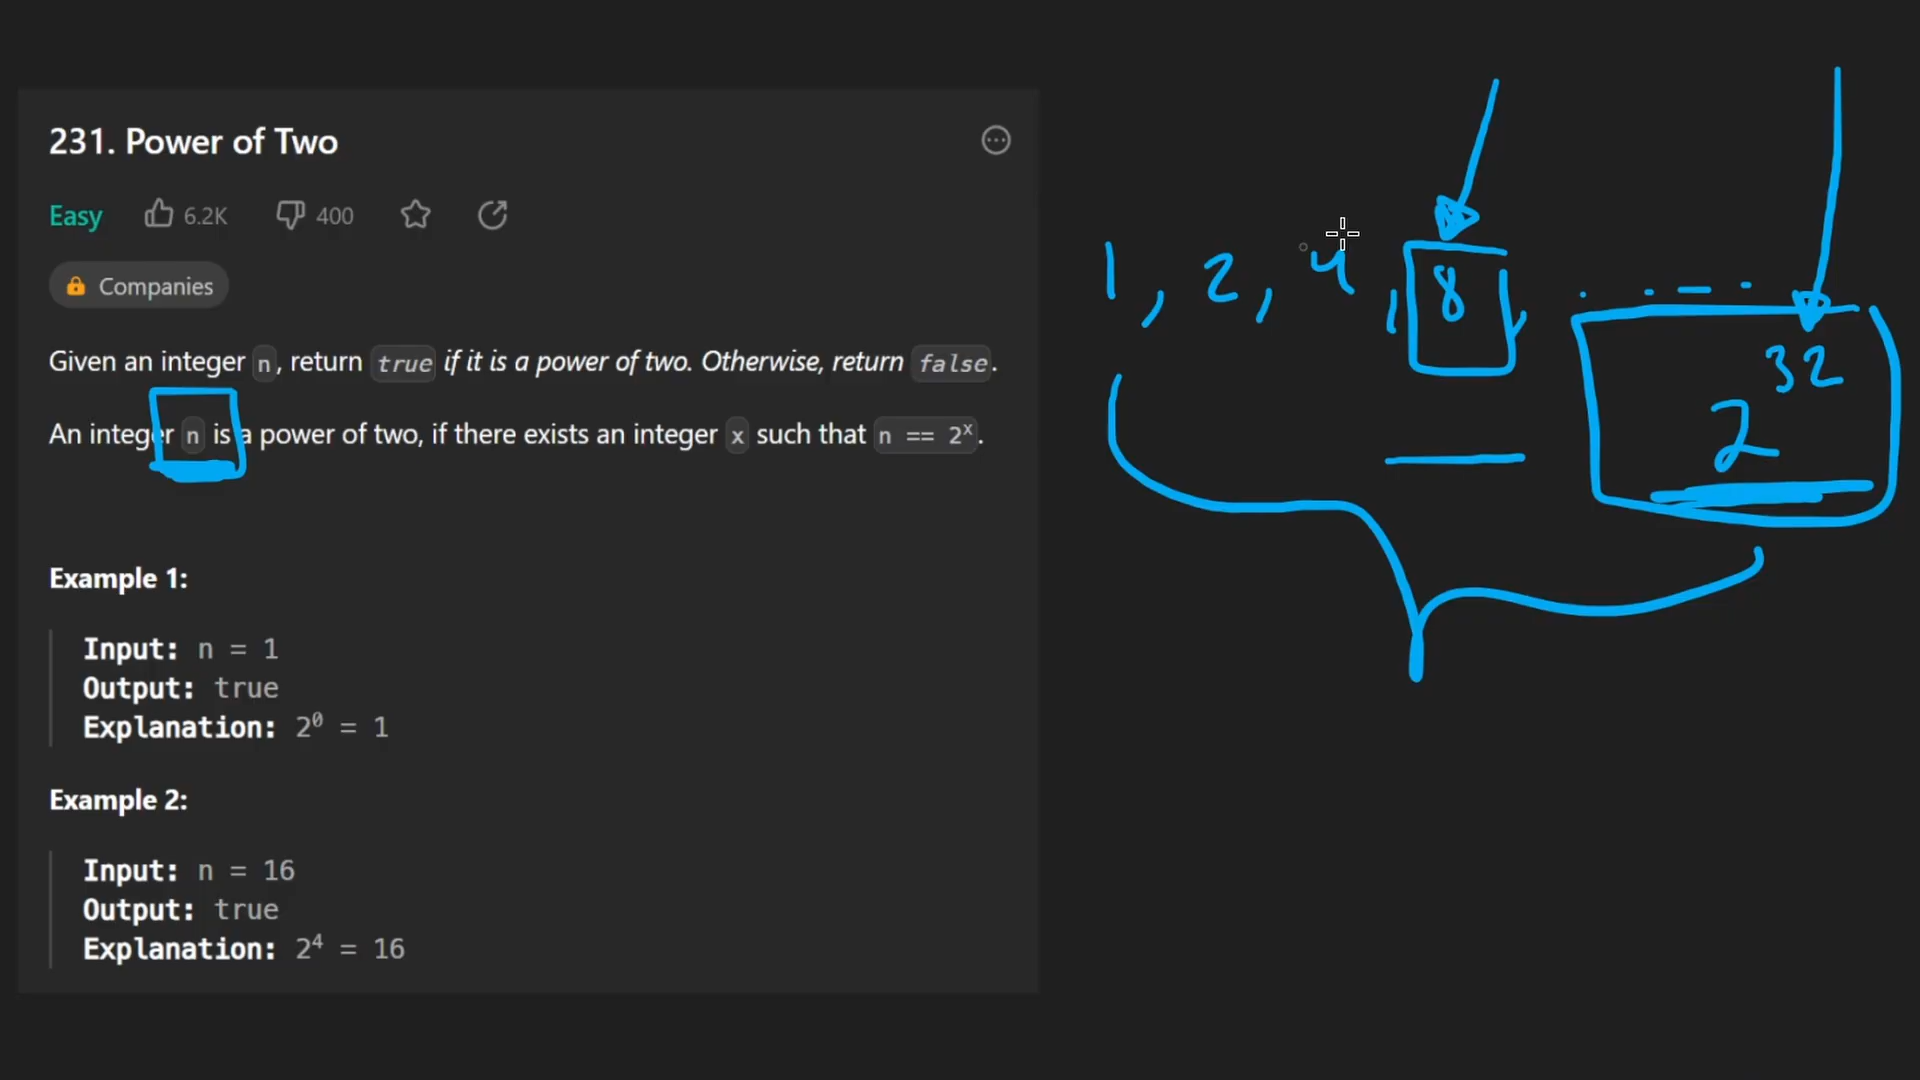 231. Power of Two
Easy 6.2K 400
Companies
Given an integer n, return true if it is a power of two. Otherwise, return false.
An integer n is a power of two, if there exists an integer x such that n == 2ˣ.
Example 1:
Input: n = 1
Output: true
Explanation: 2⁰ = 1
Example 2:
Input: n = 16
Output: true
Explanation: 2⁴ = 16
1, 2, 4, 8, 2³²